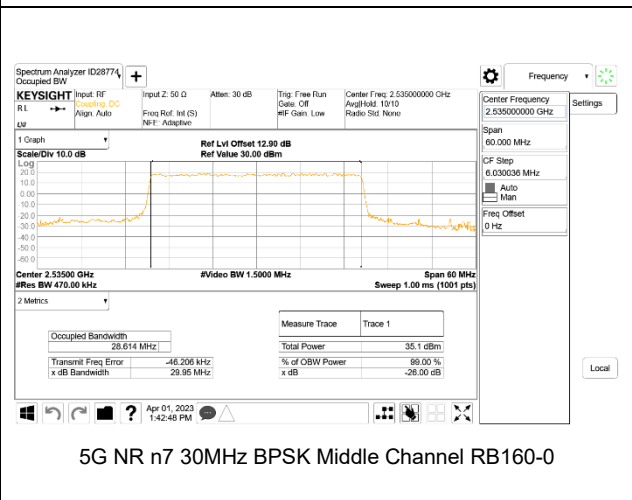 Spectrum Analyzer ID28774
Occupied BW
Frequency
KEYSIGHT
Input: RF
Coupling: DC
Align: Auto
Input Z: 50 Ω
Freq Ref: Int (S)
NFE: Adaptive
Atten: 30 dB
Trig: Free Run
Gate: Off
#IF Gain: Low
Center Freq: 2.535000000 GHz
Avg|Hold: 10/10
Radio Std: None
RL
Center Frequency
2.535000000 GHz
Settings
Span
60.000 MHz
CF Step
6.030036 MHz
Auto
Man
Freq Offset
0 Hz
1 Graph
Ref Lvl Offset 12.90 dB
Scale/Div 10.0 dB
Ref Value 30.00 dBm
Log
20.0
10.0
0.00
-10.0
-20.0
-30.0
-40.0
-50.0
-60.0
Center 2.53500 GHz
#Video BW 1.5000 MHz
Span 60 MHz
#Res BW 470.00 kHz
Sweep 1.00 ms (1001 pts)
2 Metrics
Measure Trace
Trace 1
Occupied Bandwidth
28.614 MHz
Total Power
35.1 dBm
Transmit Freq Error
-46.206 kHz
% of OBW Power
99.00 %
x dB Bandwidth
29.95 MHz
x dB
-26.00 dB
Local
?
Apr 01, 2023
1:42:48 PM
5G NR n7 30MHz BPSK Middle Channel RB160-0